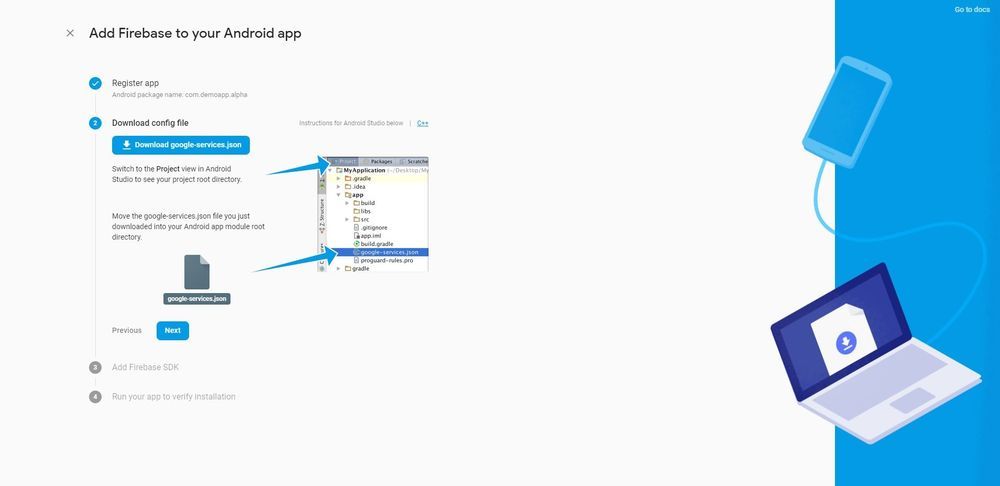 Go to docs
Add Firebase to your Android app
Register app
Android package name: com.demoapp.alpha
2 Download config file
Instructions for Android Studio below | C++
Download google-services.json
Switch to the Project view in Android
Studio to see your project root directory.
Move the google-services.json file you just
downloaded into your Android app module root
directory.
google-services.json
Project Packages Scratche
MyApplication (~/Desktop/My
.gradle
.idea
app
build
libs
src
.gitignore
app.iml
build.gradle
google-services.json
proguard-rules.pro
gradle
Z: Structure
Previous Next
3 Add Firebase SDK
4 Run your app to verify installation